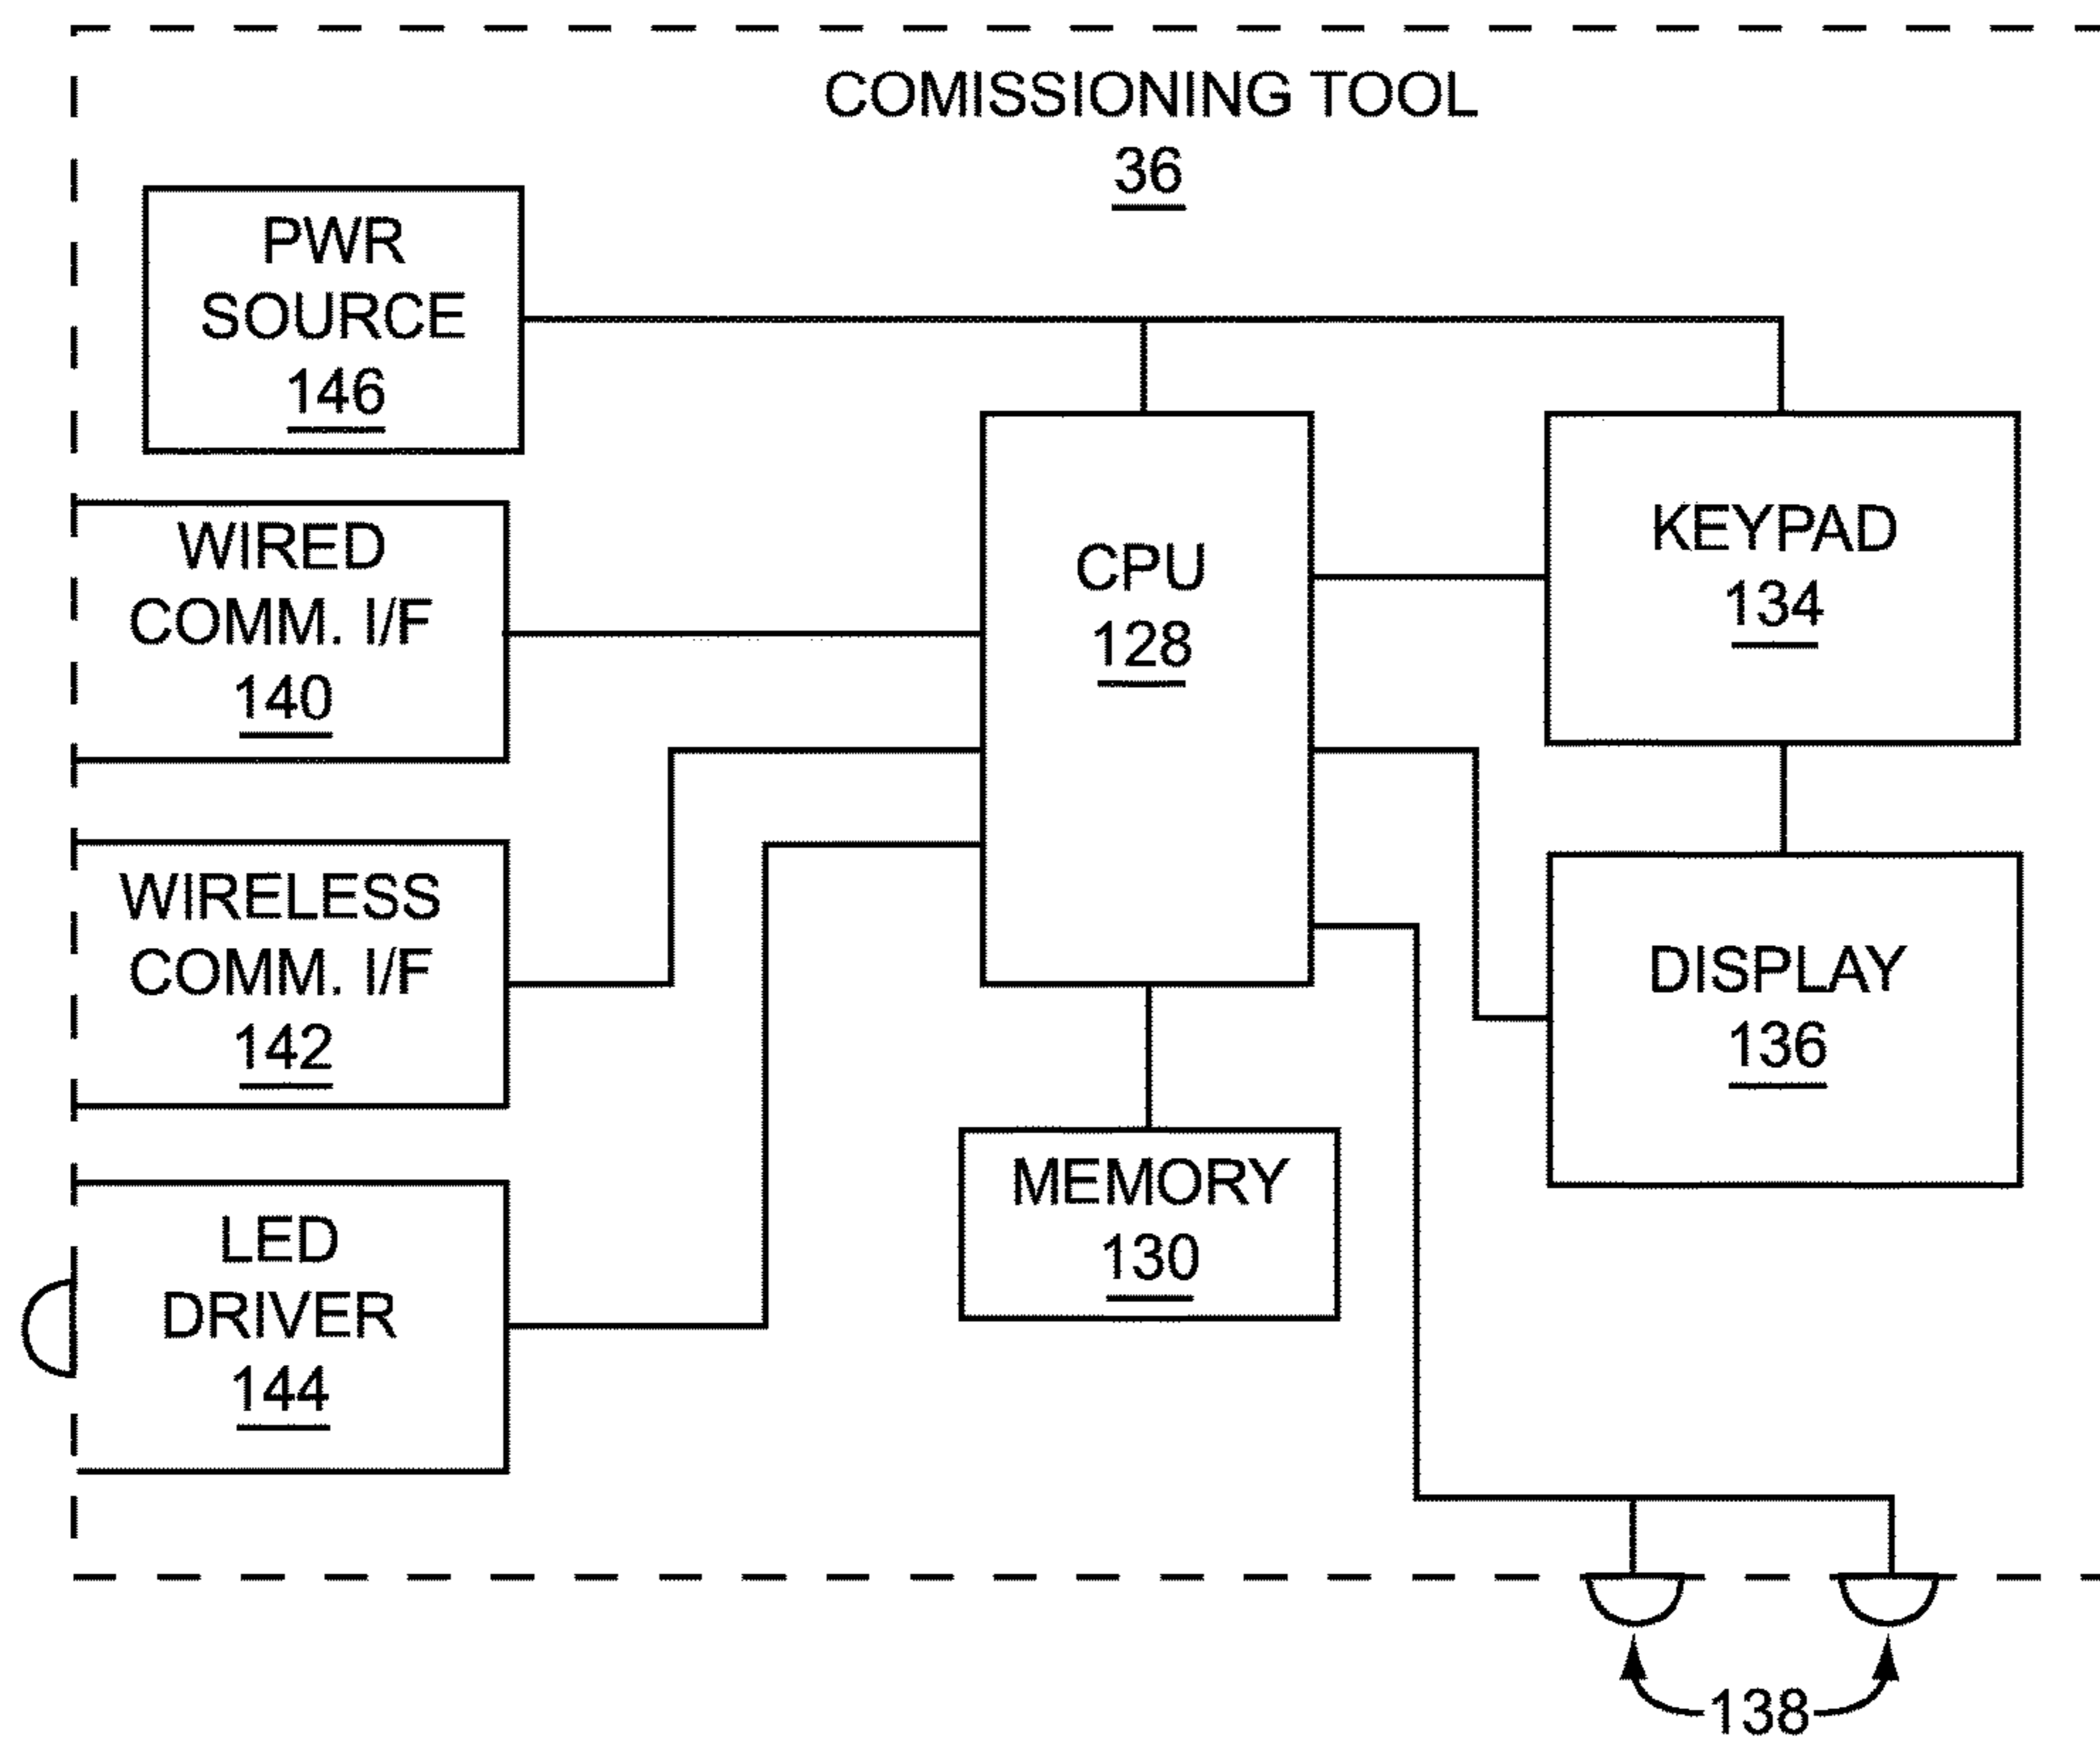 COMISSIONING TOOL
36
PWR
SOURCE
146
WIRED
COMM. I/F
140
WIRELESS
COMM. I/F
142
LED
DRIVER
144
CPU
128
MEMORY
130
KEYPAD
134
DISPLAY
136
138